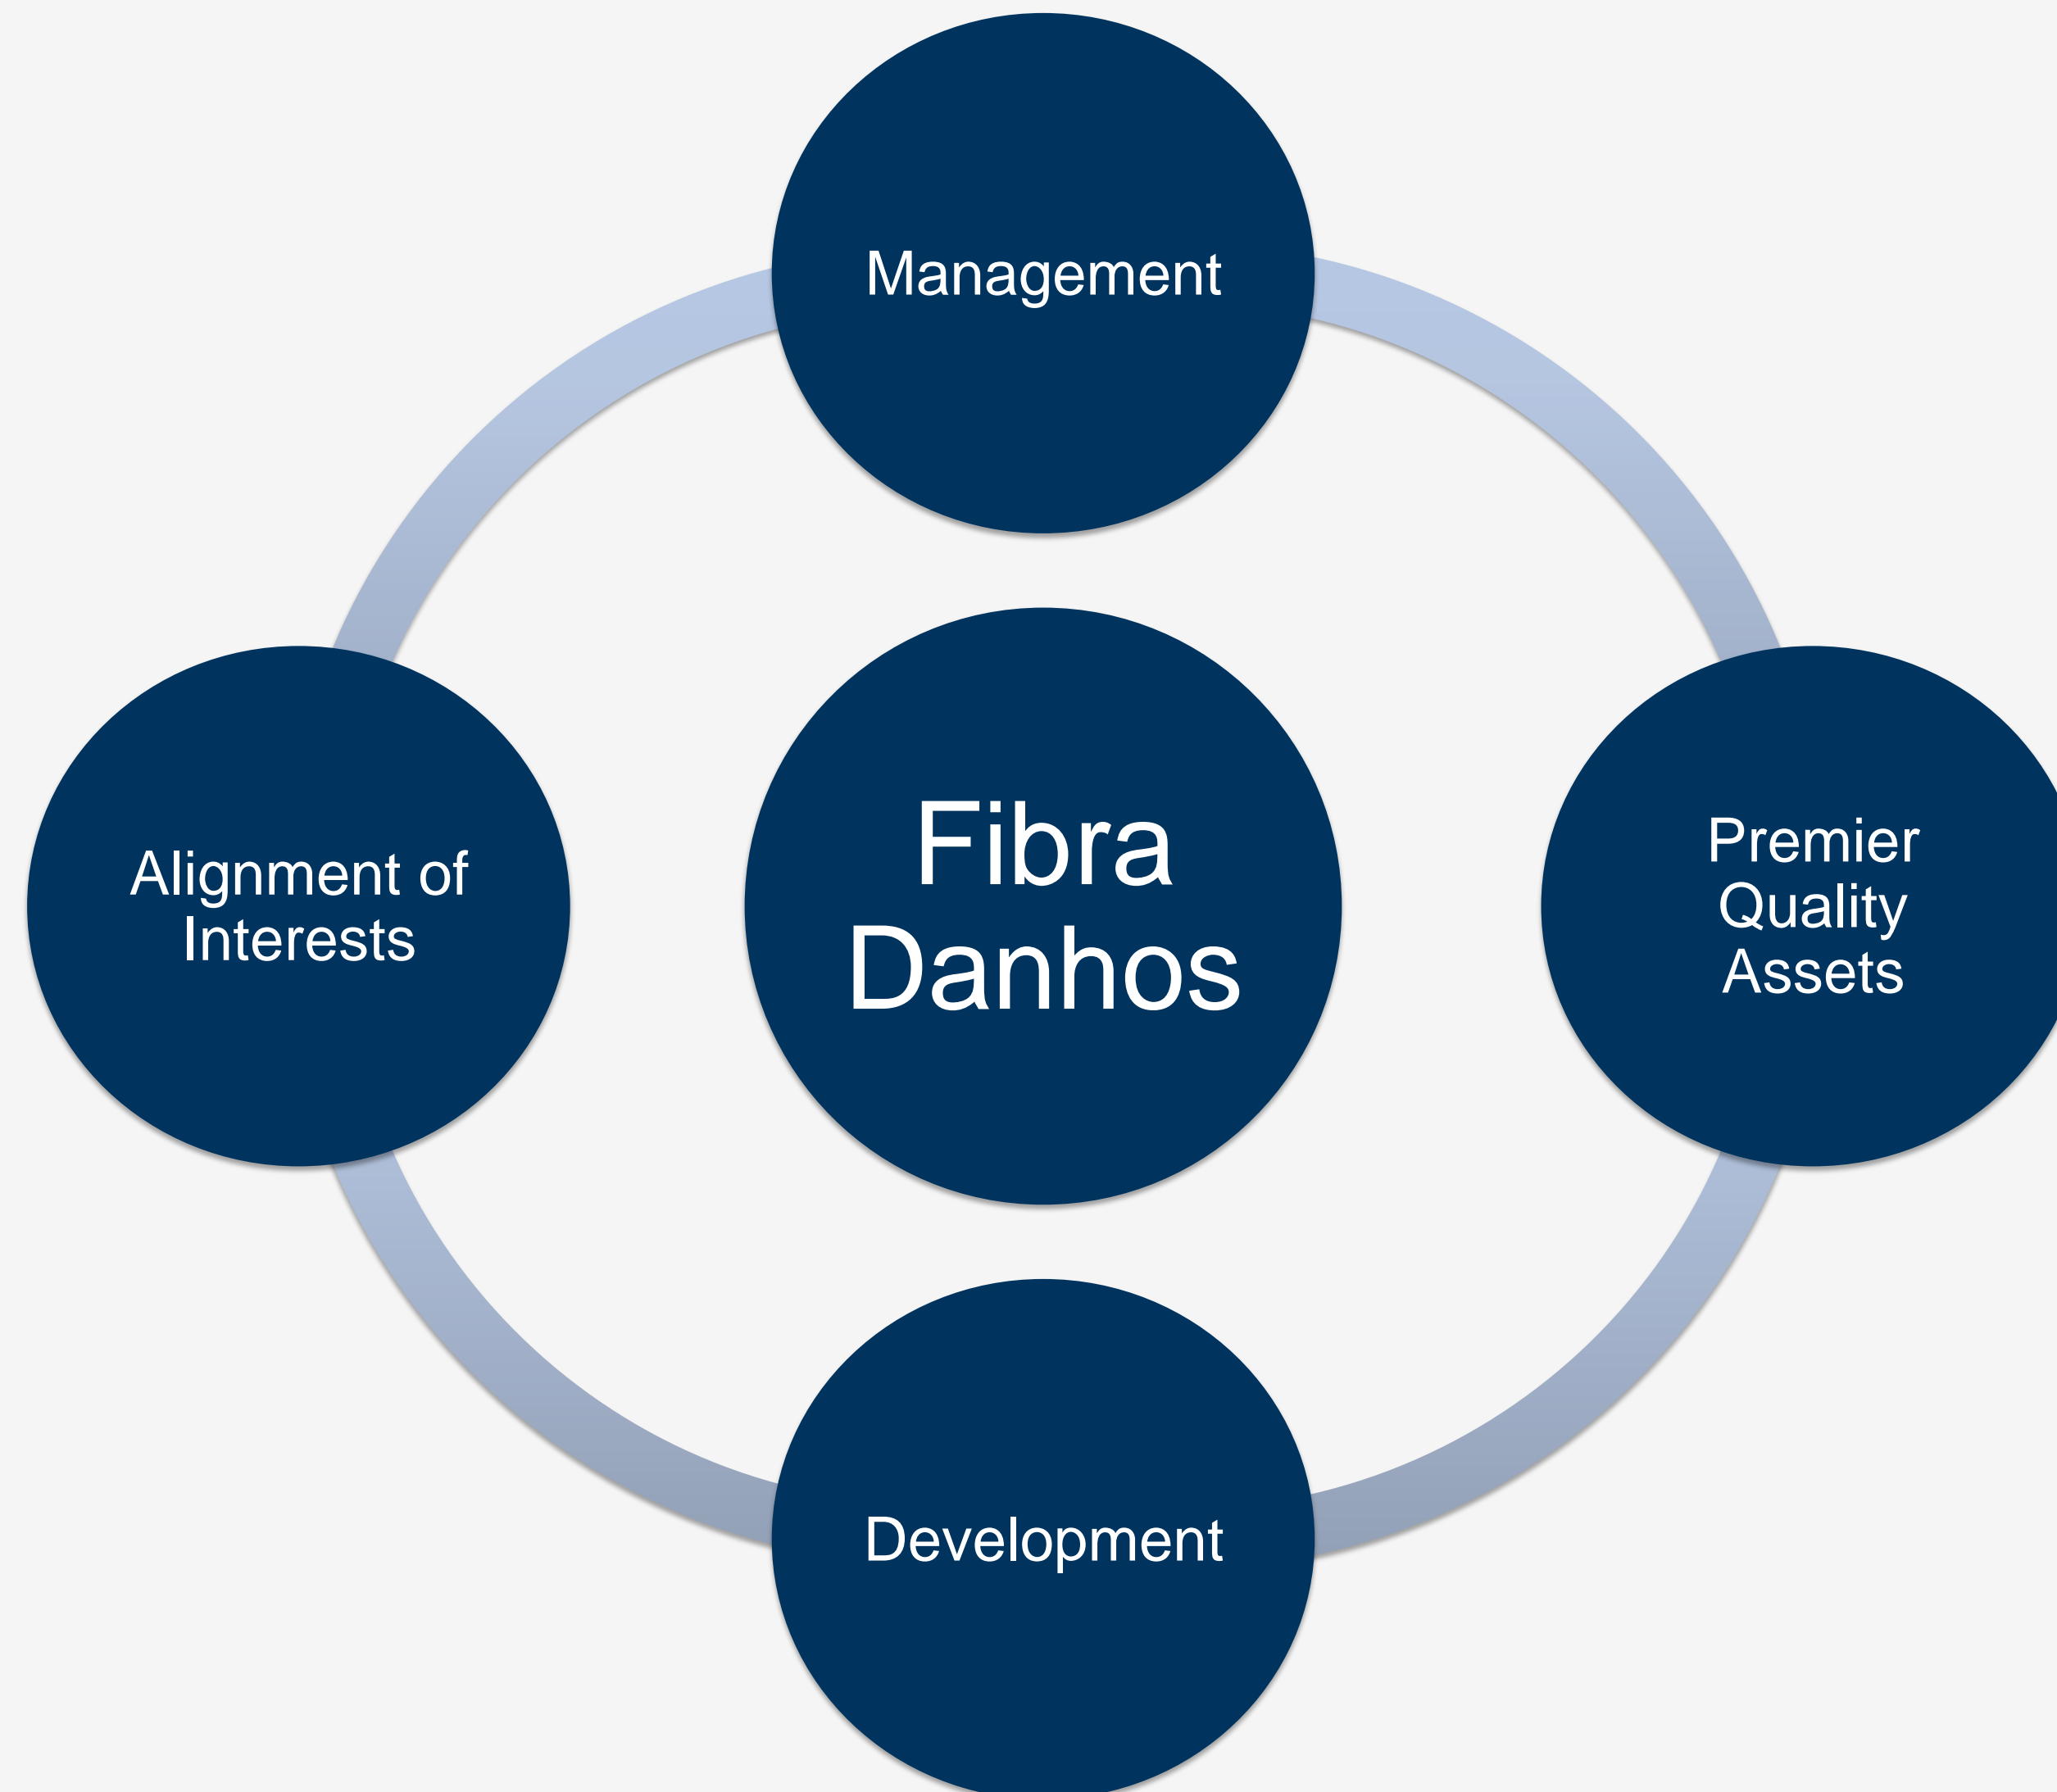 Management
Alignment of
Interests
Fibra
Danhos
Premier
Quality
Assets
Development